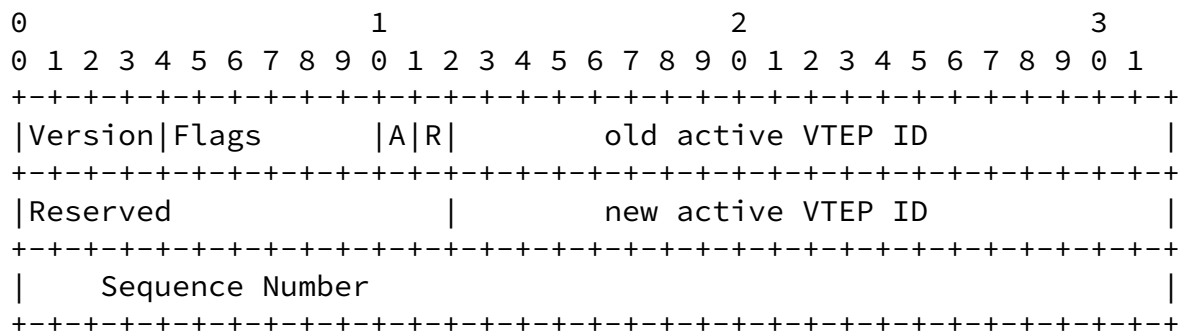 0                   1                   2                   3
0 1 2 3 4 5 6 7 8 9 0 1 2 3 4 5 6 7 8 9 0 1 2 3 4 5 6 7 8 9 0 1
+-+-+-+-+-+-+-+-+-+-+-+-+-+-+-+-+-+-+-+-+-+-+-+-+-+-+-+-+-+-+-+-+
|Version|Flags      |A|R|        old active VTEP ID             |
+-+-+-+-+-+-+-+-+-+-+-+-+-+-+-+-+-+-+-+-+-+-+-+-+-+-+-+-+-+-+-+-+
|Reserved               |        new active VTEP ID             |
+-+-+-+-+-+-+-+-+-+-+-+-+-+-+-+-+-+-+-+-+-+-+-+-+-+-+-+-+-+-+-+-+
|    Sequence Number                                            |
+-+-+-+-+-+-+-+-+-+-+-+-+-+-+-+-+-+-+-+-+-+-+-+-+-+-+-+-+-+-+-+-+